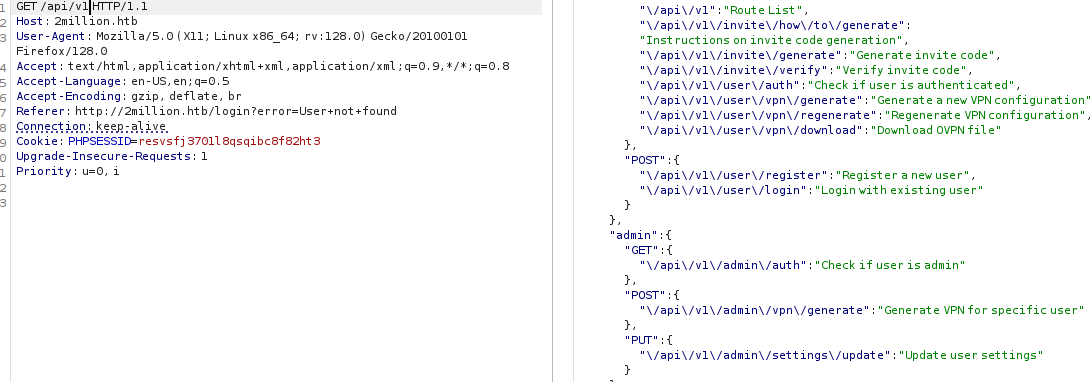 1 GET /api/v1 HTTP/1.1
2 Host: 2million.htb
3 User-Agent: Mozilla/5.0 (X11; Linux x86_64; rv:128.0) Gecko/20100101
Firefox/128.0
4 Accept: text/html,application/xhtml+xml,application/xml;q=0.9,*/*;q=0.8
5 Accept-Language: en-US,en;q=0.5
6 Accept-Encoding: gzip, deflate, br
7 Referer: http://2million.htb/login?error=User+not+found
8 Connection: keep-alive
9 Cookie: PHPSESSID=resvsfj3701l8qsqibc8f82ht3
0 Upgrade-Insecure-Requests: 1
1 Priority: u=0, i
2
3
"\/api\/v1":"Route List",
"\/api\/v1\/invite\/how\/to\/generate":
"Instructions on invite code generation",
"\/api\/v1\/invite\/generate":"Generate invite code",
"\/api\/v1\/invite\/verify":"Verify invite code",
"\/api\/v1\/user\/auth":"Check if user is authenticated",
"\/api\/v1\/user\/vpn\/generate":"Generate a new VPN configuration"
"\/api\/v1\/user\/vpn\/regenerate":"Regenerate VPN configuration",
"\/api\/v1\/user\/vpn\/download":"Download OVPN file"
},
"POST":{
"\/api\/v1\/user\/register":"Register a new user",
"\/api\/v1\/user\/login":"Login with existing user"
}
},
"admin":{
"GET":{
"\/api\/v1\/admin\/auth":"Check if user is admin"
},
"POST":{
"\/api\/v1\/admin\/vpn\/generate":"Generate VPN for specific user"
},
"PUT":{
"\/api\/v1\/admin\/settings\/update":"Update user settings"
}